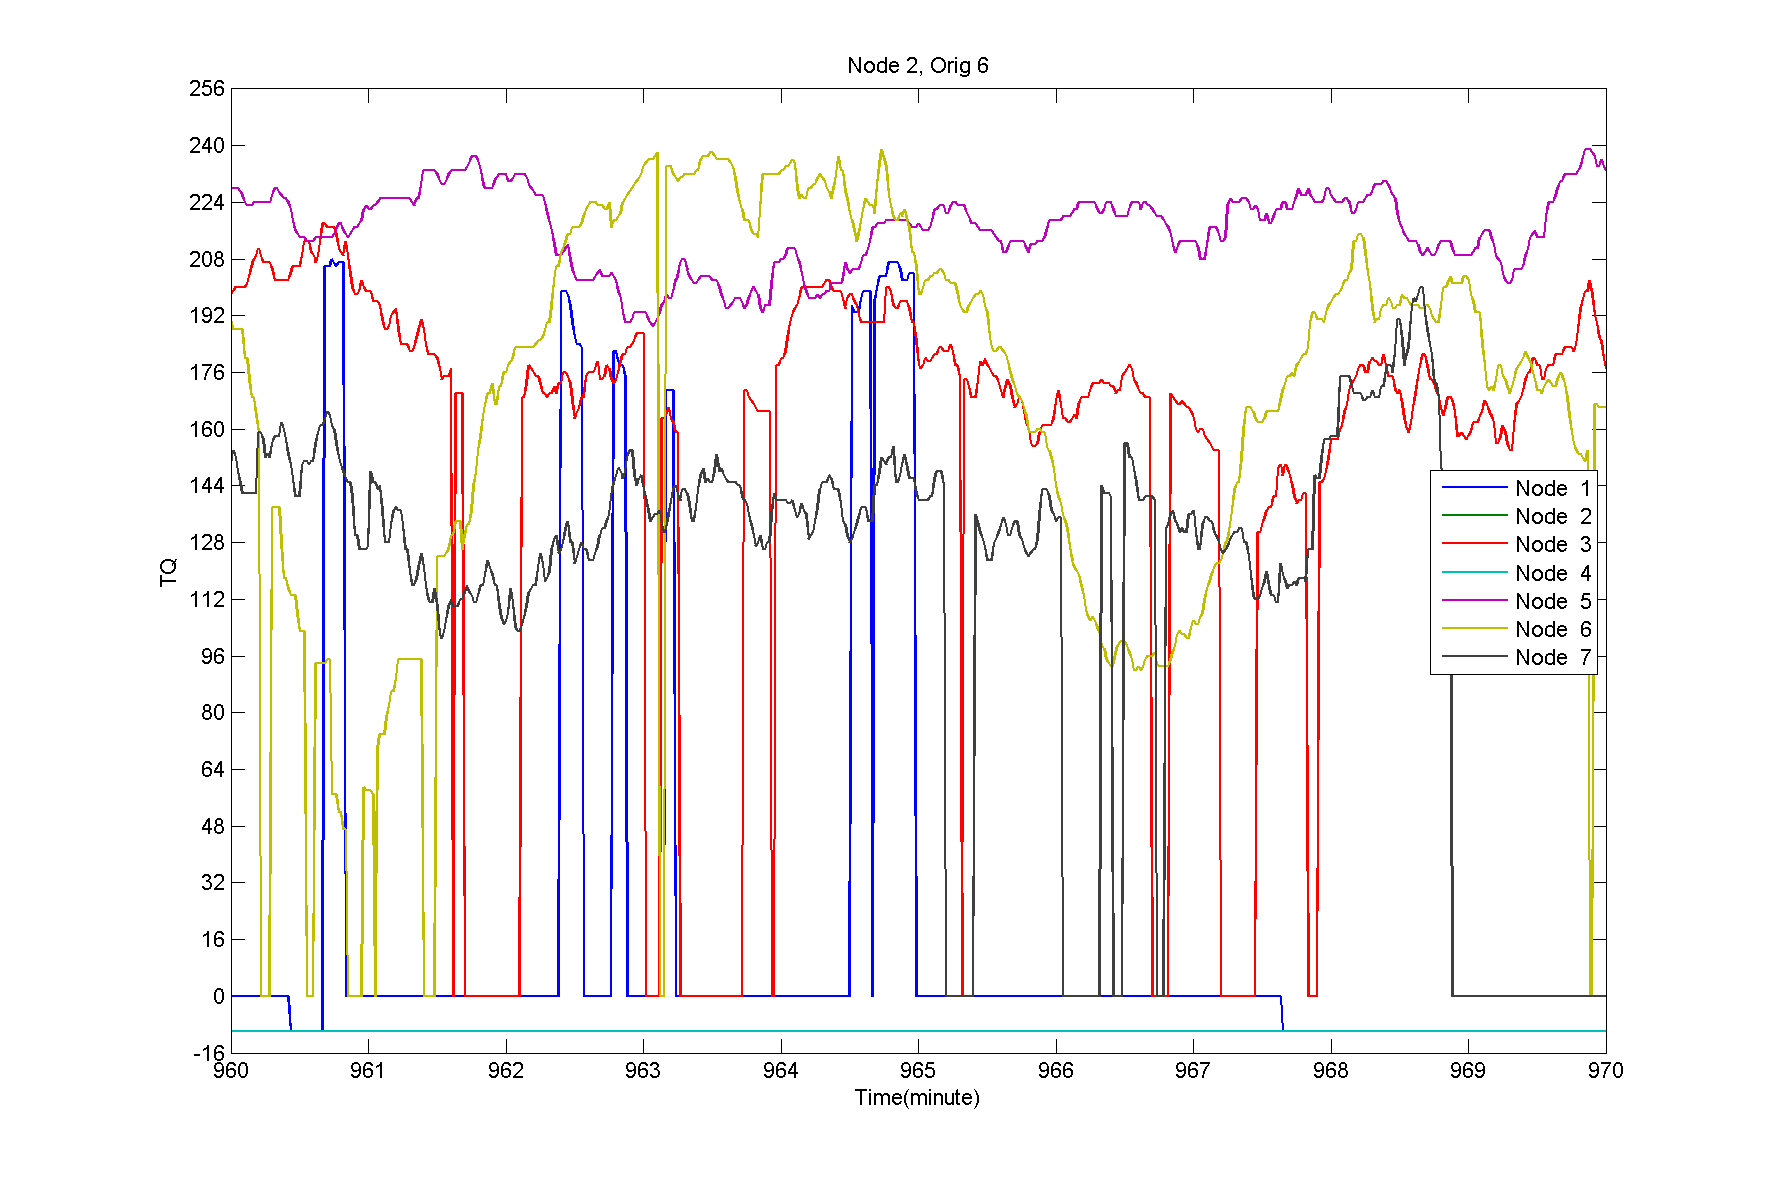 Node 2, Orig 6
256
240
224
208
192
176
160
144
128
112
96
80
64
48
32
16
0
-16
TQ
960 961 962 963 964 965 966 967 968 969 970
Time(minute)
Node 1
Node 2
Node 3
Node 4
Node 5
Node 6
Node 7